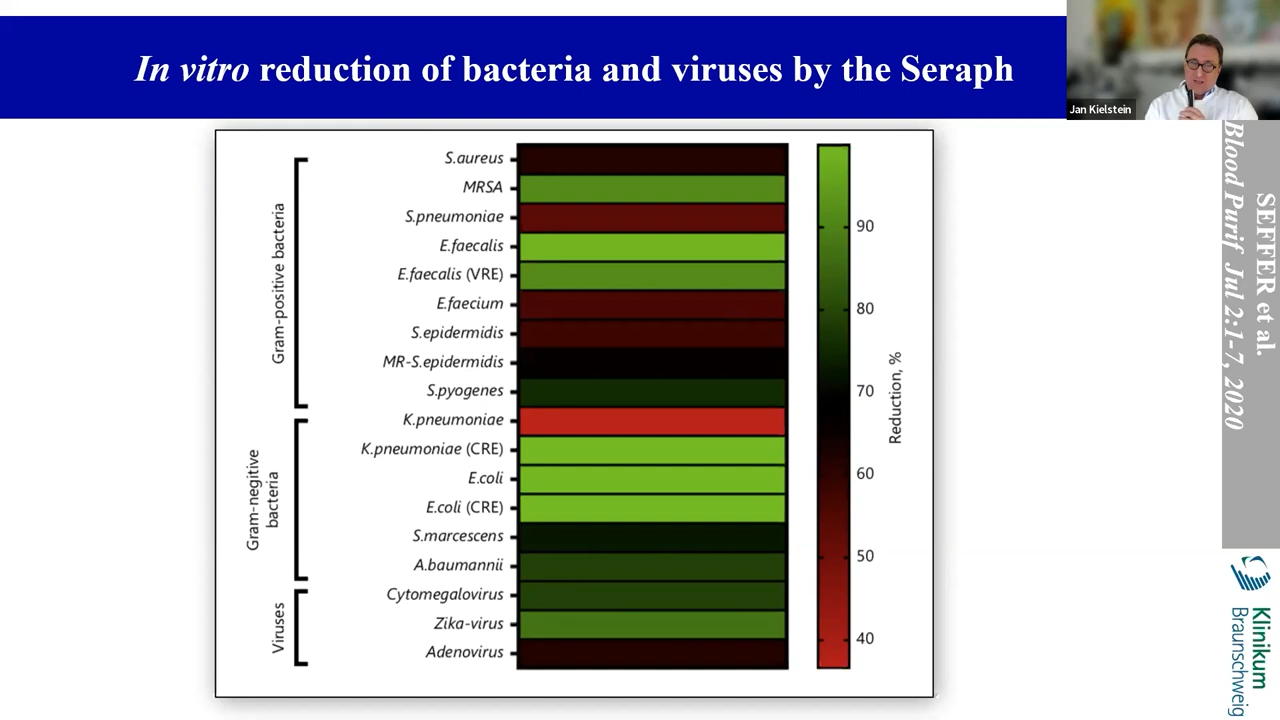 In vitro reduction of bacteria and viruses by the Seraph
Jan Kielstein
Gram-positive bacteria
S.aureus
MRSA
S.pneumoniae
E.faecalis
E.faecalis (VRE)
E.faecium
S.epidermidis
MR-S.epidermidis
S.pyogenes
Gram-negitive
bacteria
K.pneumoniae
K.pneumoniae (CRE)
E.coli
E.coli (CRE)
S.marcescens
A.baumannii
Viruses
Cytomegalovirus
Zika-virus
Adenovirus
90
80
70
60
50
40
Reduction, %
SEFFER et al.
Blood Purif Jul 2:1-7, 2020
Klinikum
Braunschweig